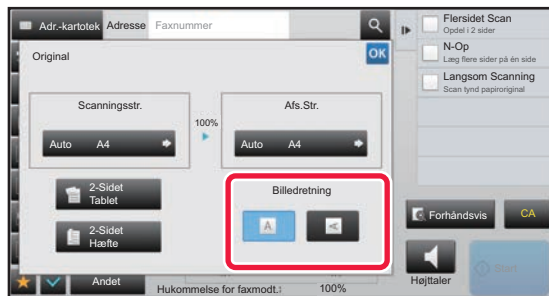 Adr.-kartotek Adresse Faxnummer
Original
OK
Scanningsstr.
Auto A4
100%
Afs.Str.
Auto A4
2-Sidet
Tablet
2-Sidet
Hæfte
Billedretning
A
A
Flersidet Scan
Opdel i 2 sider
N-Op
Læg flere sider på én side
Langsom Scanning
Scan tynd papiroriginal
Forhåndsvis
CA
Højttaler
Start
Andet
Hukommelse for faxmodt.:
100%